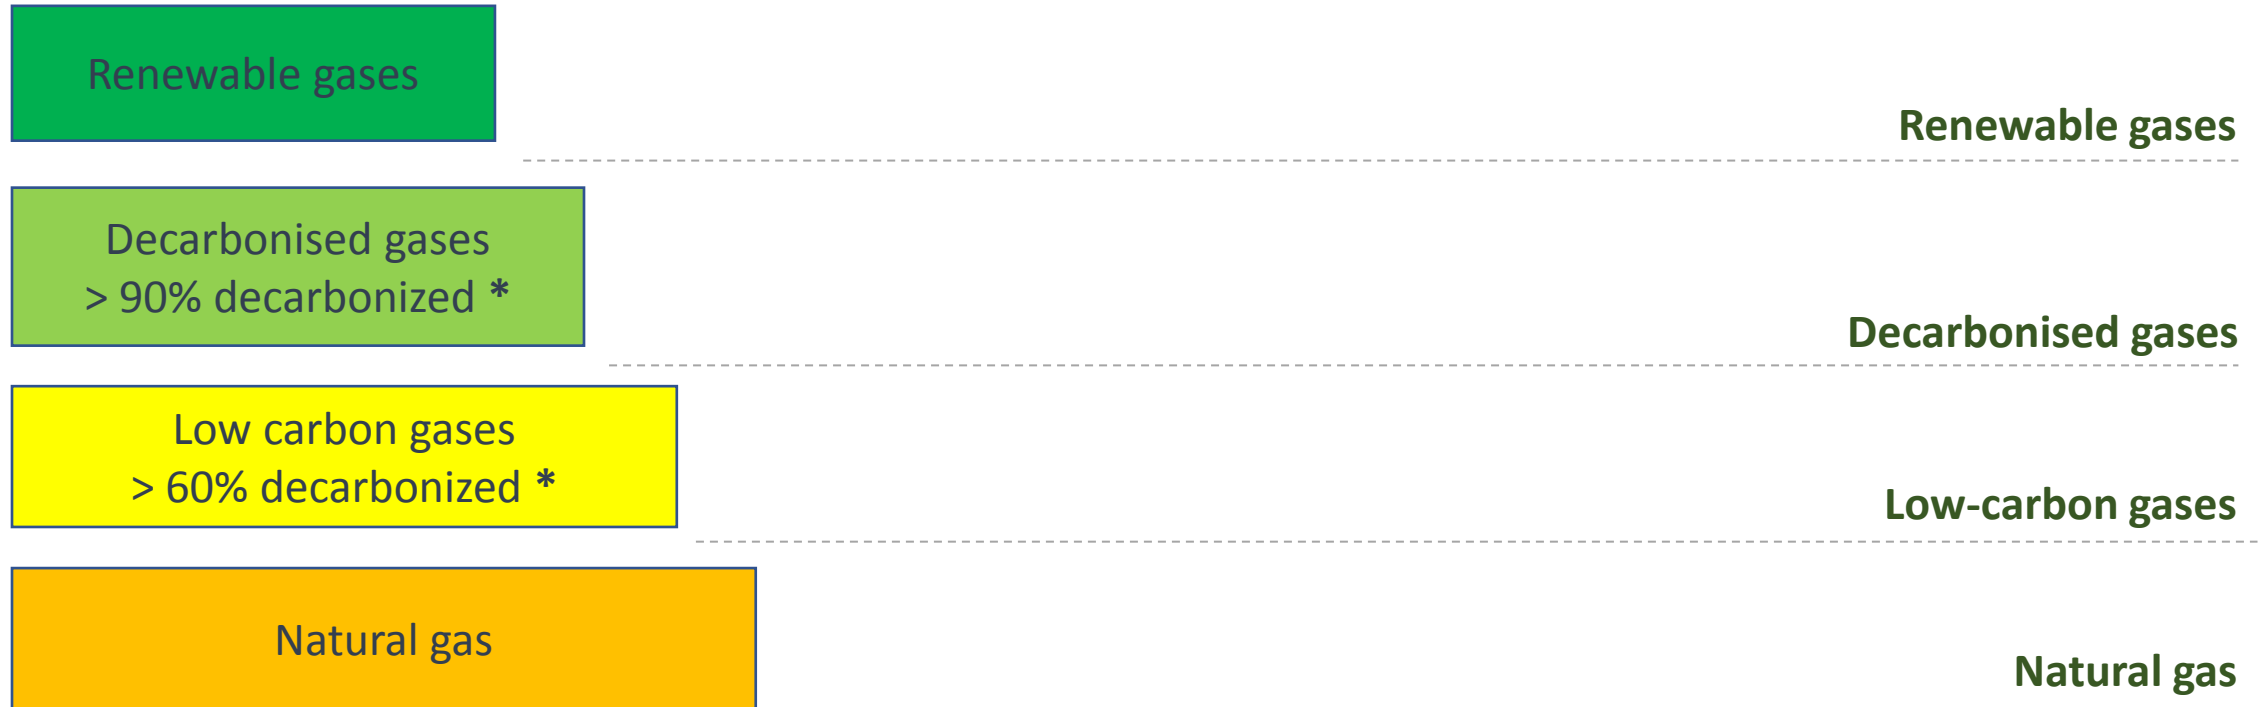 Renewable gases
Renewable gases
Decarbonised gases
> 90% decarbonized *
Decarbonised gases
Low carbon gases
> 60% decarbonized *
Low-carbon gases
Natural gas
Natural gas